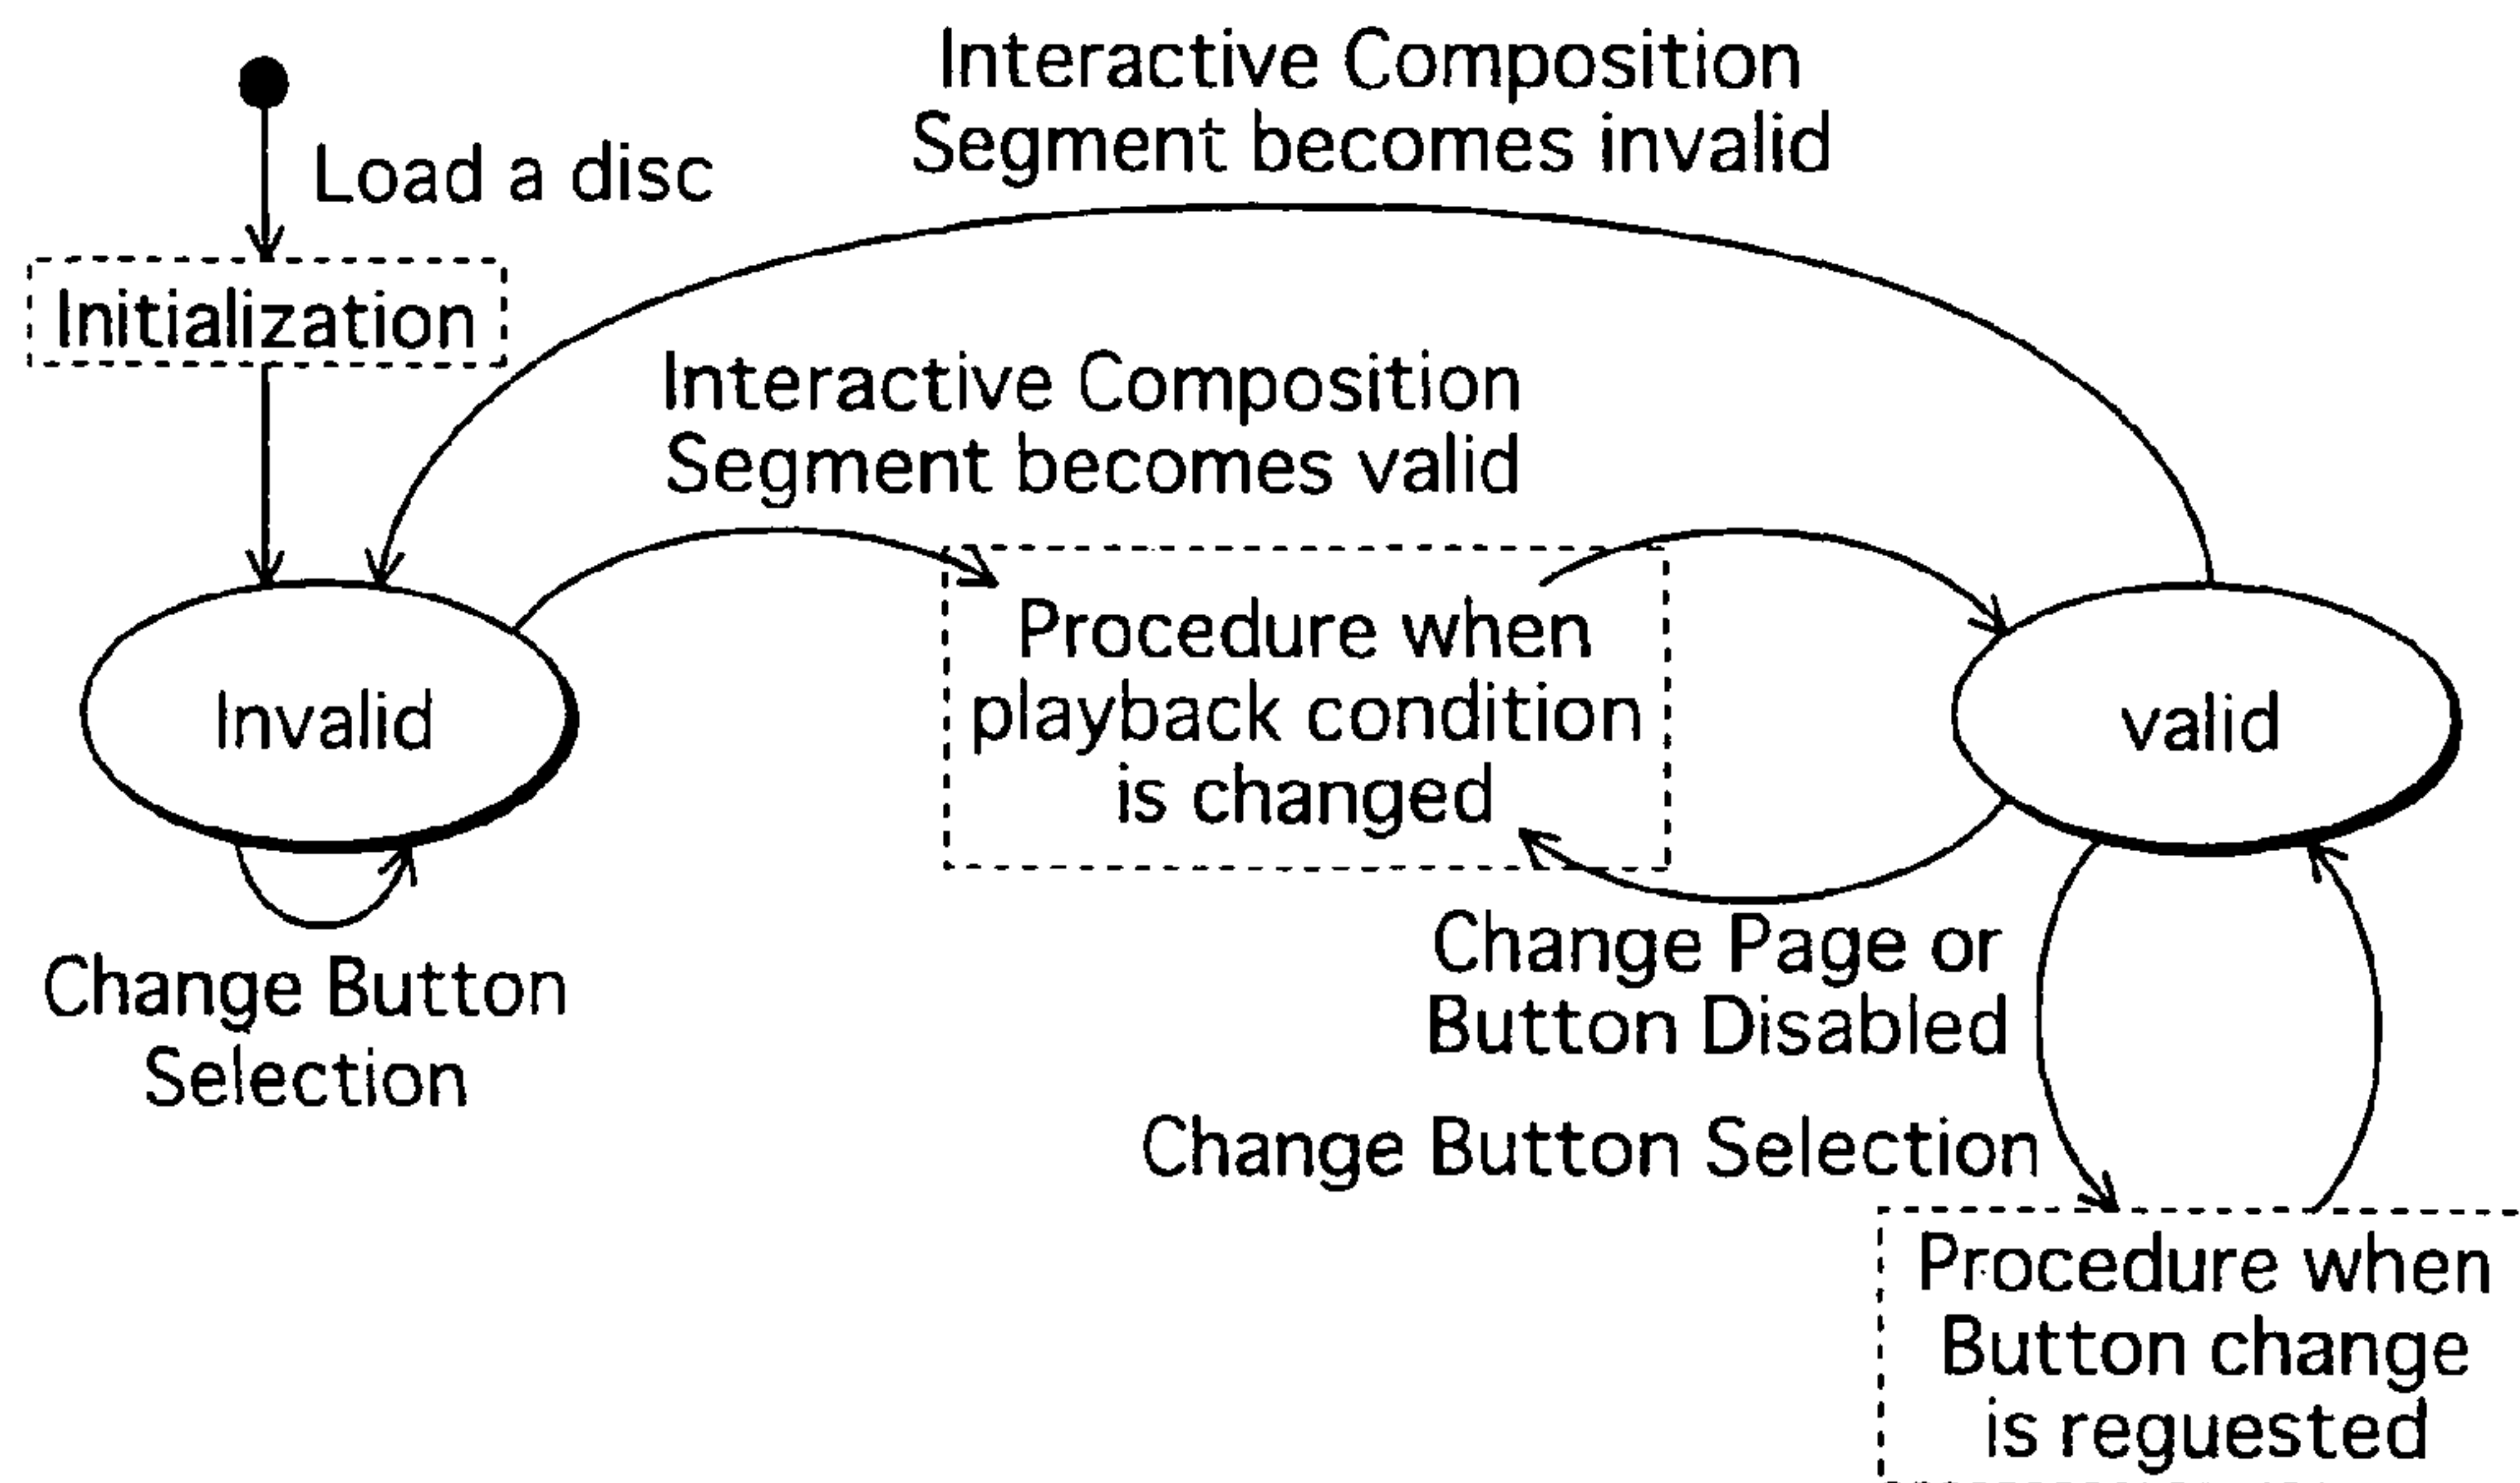 Interactive Composition
Segment becomes invalid
Load a disc
Initialization
Interactive Composition
Segment becomes valid
Procedure when
playback condition
is changed
Invalid
valid
Change Button
Selection
Change Page or
Button Disabled
Change Button Selection
Procedure when
Button change
is reguested